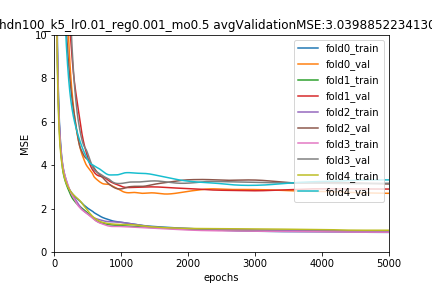 hdn100_k5_lr0.01_reg0.001_mo0.5 avgValidationMSE:3.0398852234130
10
8
6
4
2
0
MSE
0
1000
2000
3000
4000
5000
epochs
fold0_train
fold0_val
fold1_train
fold1_val
fold2_train
fold2_val
fold3_train
fold3_val
fold4_train
fold4_val